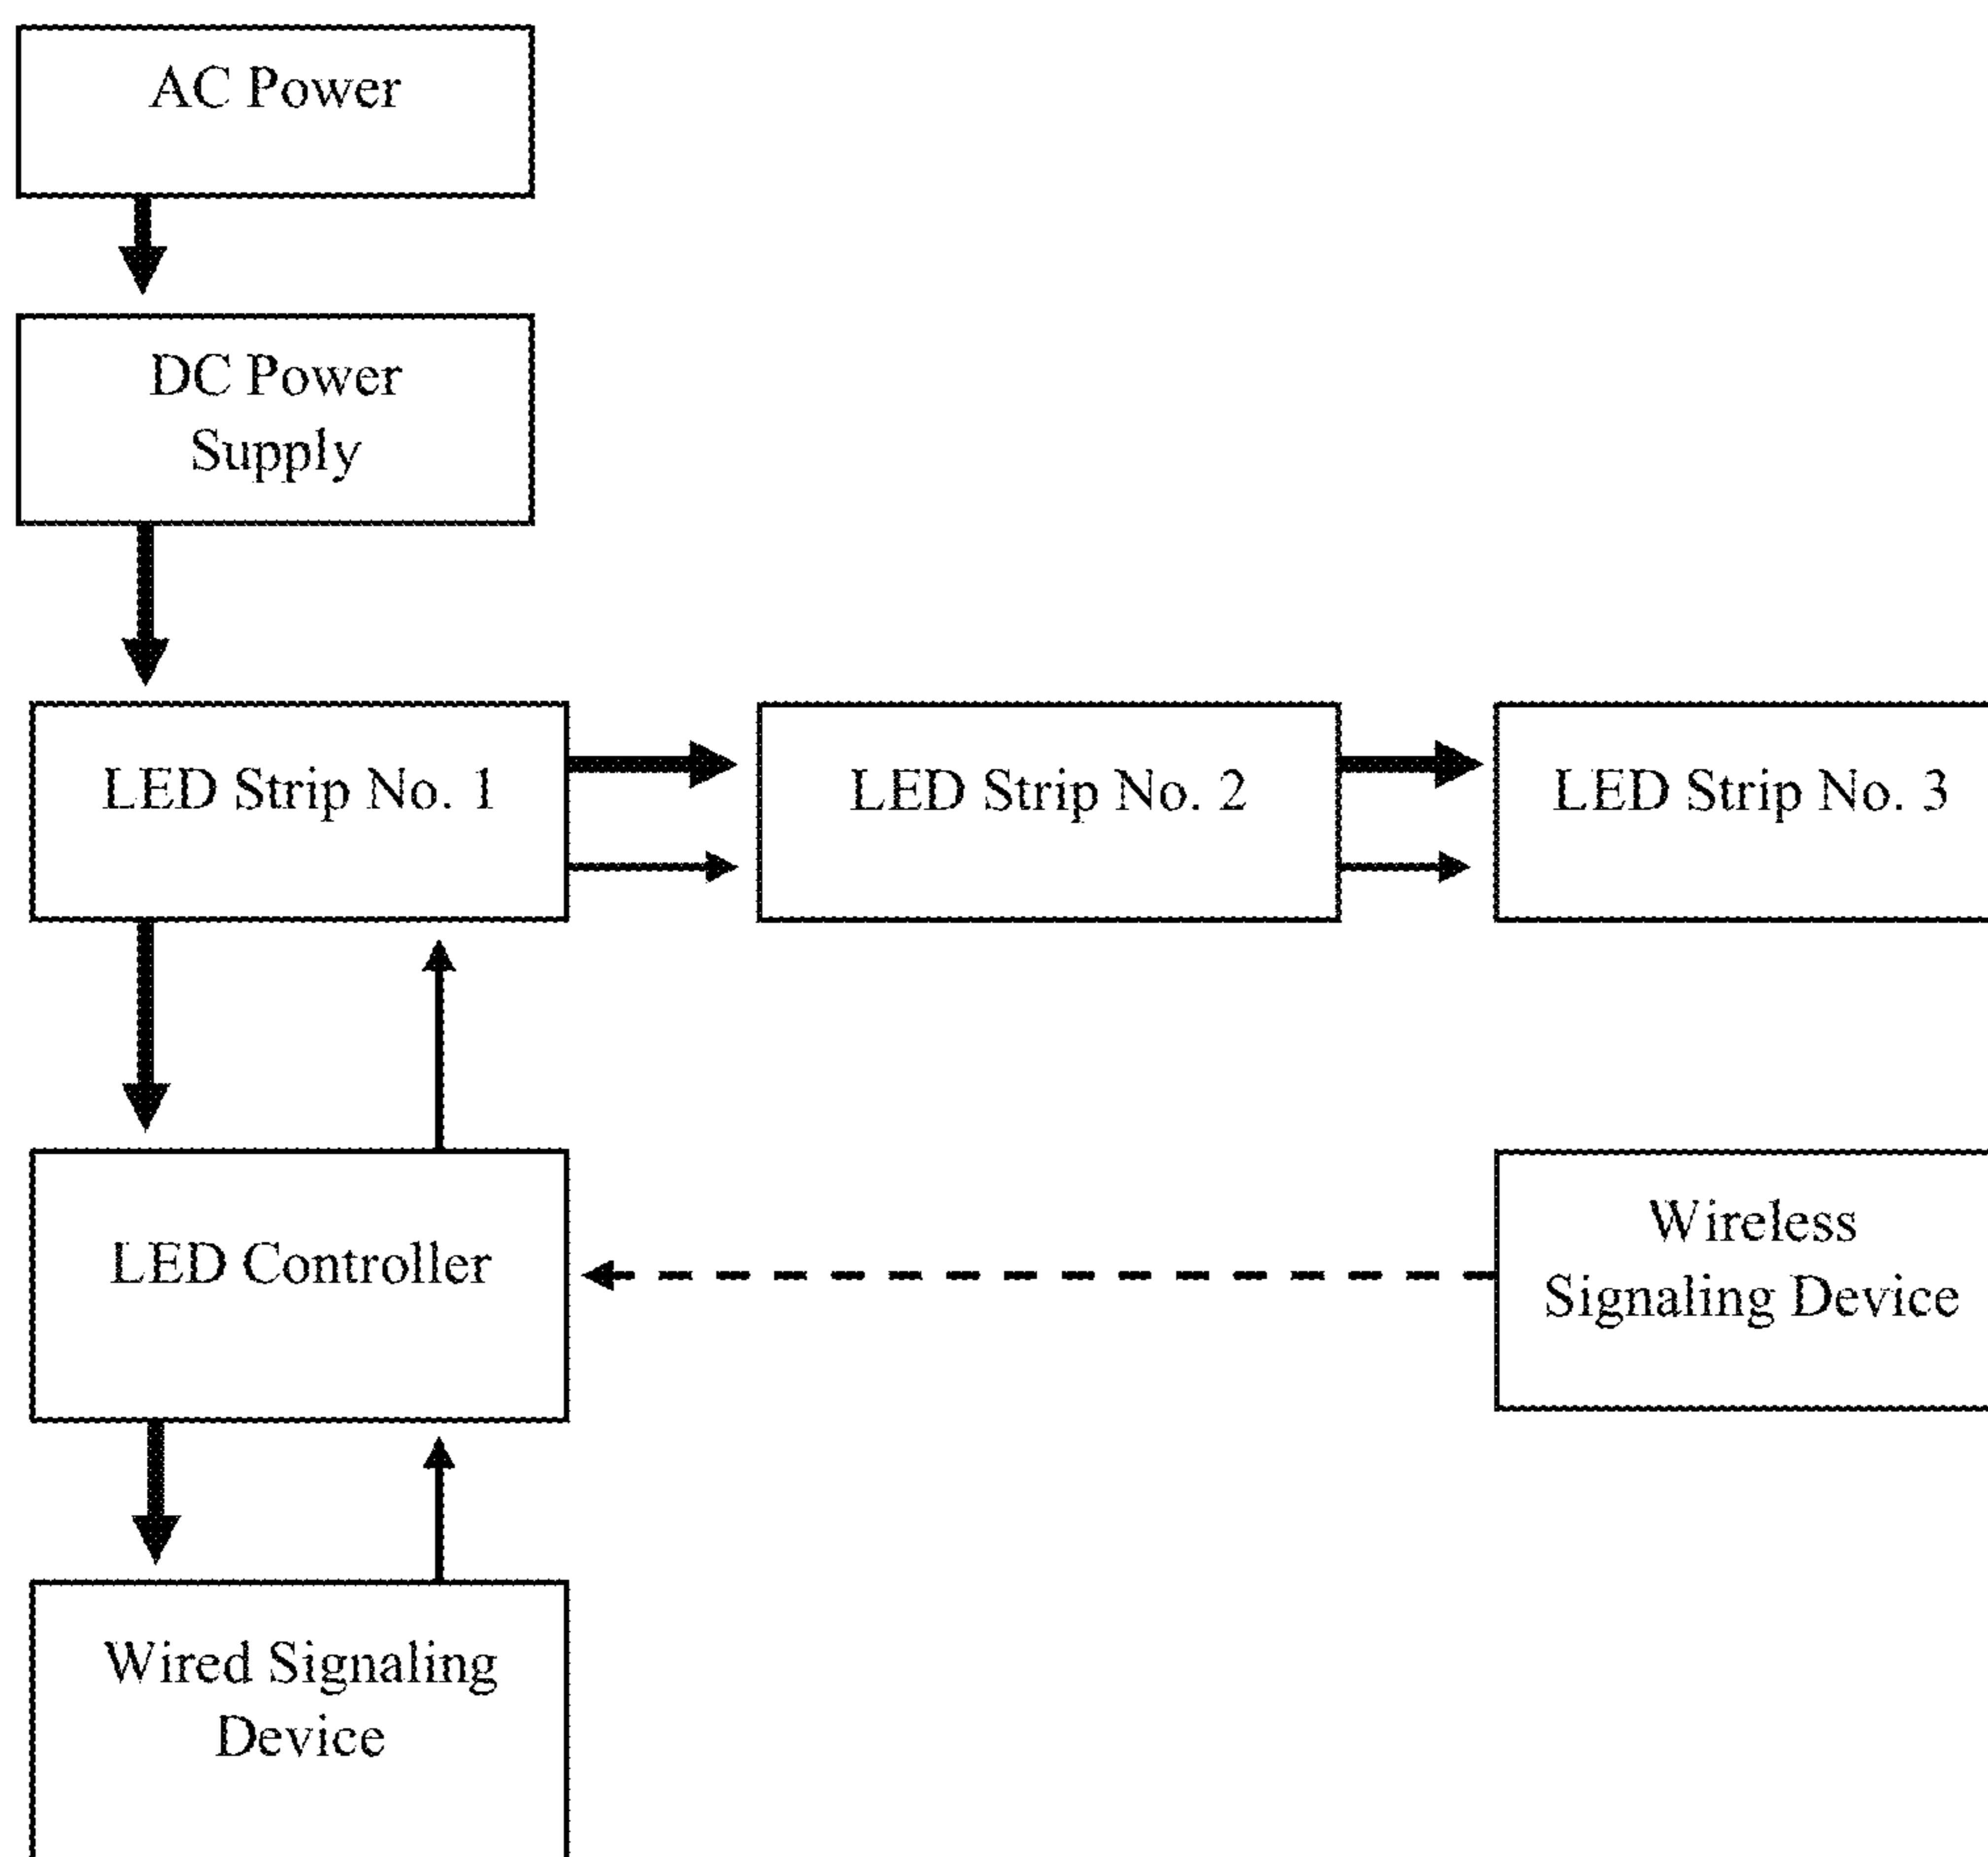 AC Power
DC Power
Supply
LED Strip No. 1
LED Strip No. 2
LED Strip No. 3
LED Controller
Wireless
Signaling Device
Wired Signaling
Device